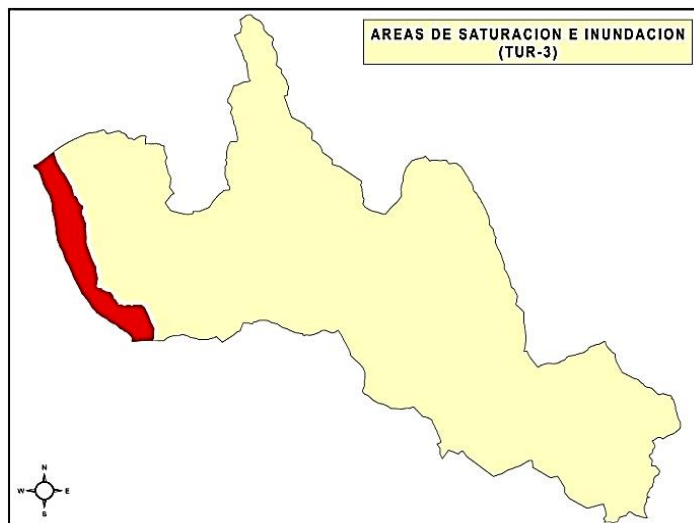 AREAS DE SATURACION E INUNDACION
(TUR-3)
N
W E
S